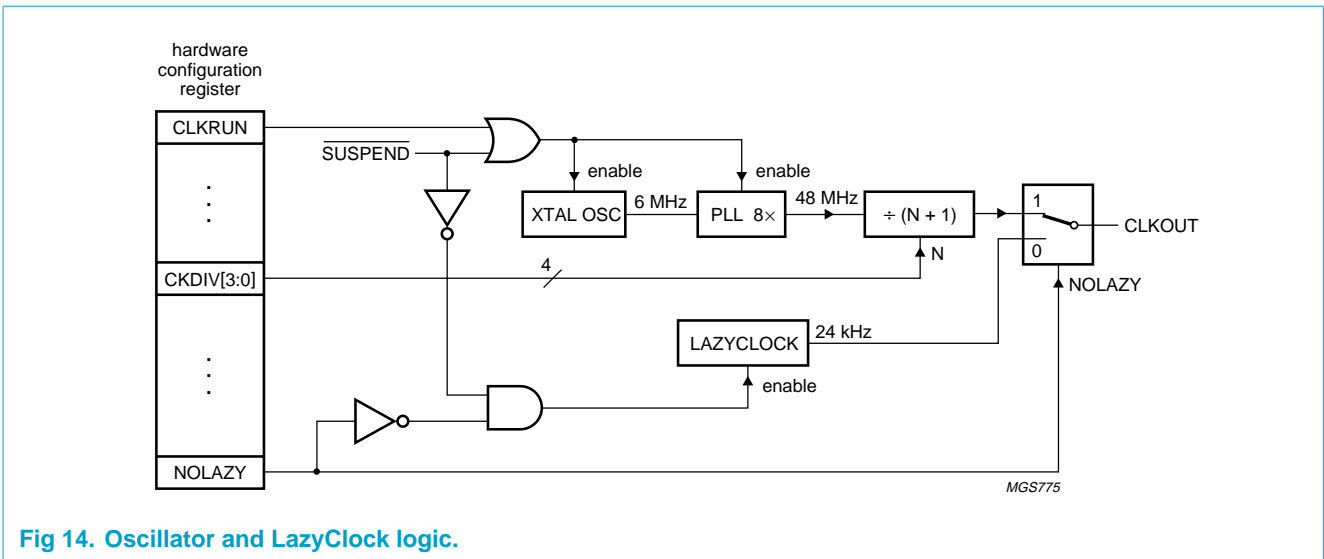 hardware
configuration
register
CLKRUN
SUSPEND
enable
enable
XTAL OSC
6 MHz
PLL 8×
48 MHz
÷ (N + 1)
1
0
CLKOUT
N
NOLAZY
CKDIV[3:0]
4
LAZYCLOCK
24 kHz
enable
NOLAZY
MGS775
Fig 14. Oscillator and LazyClock logic.